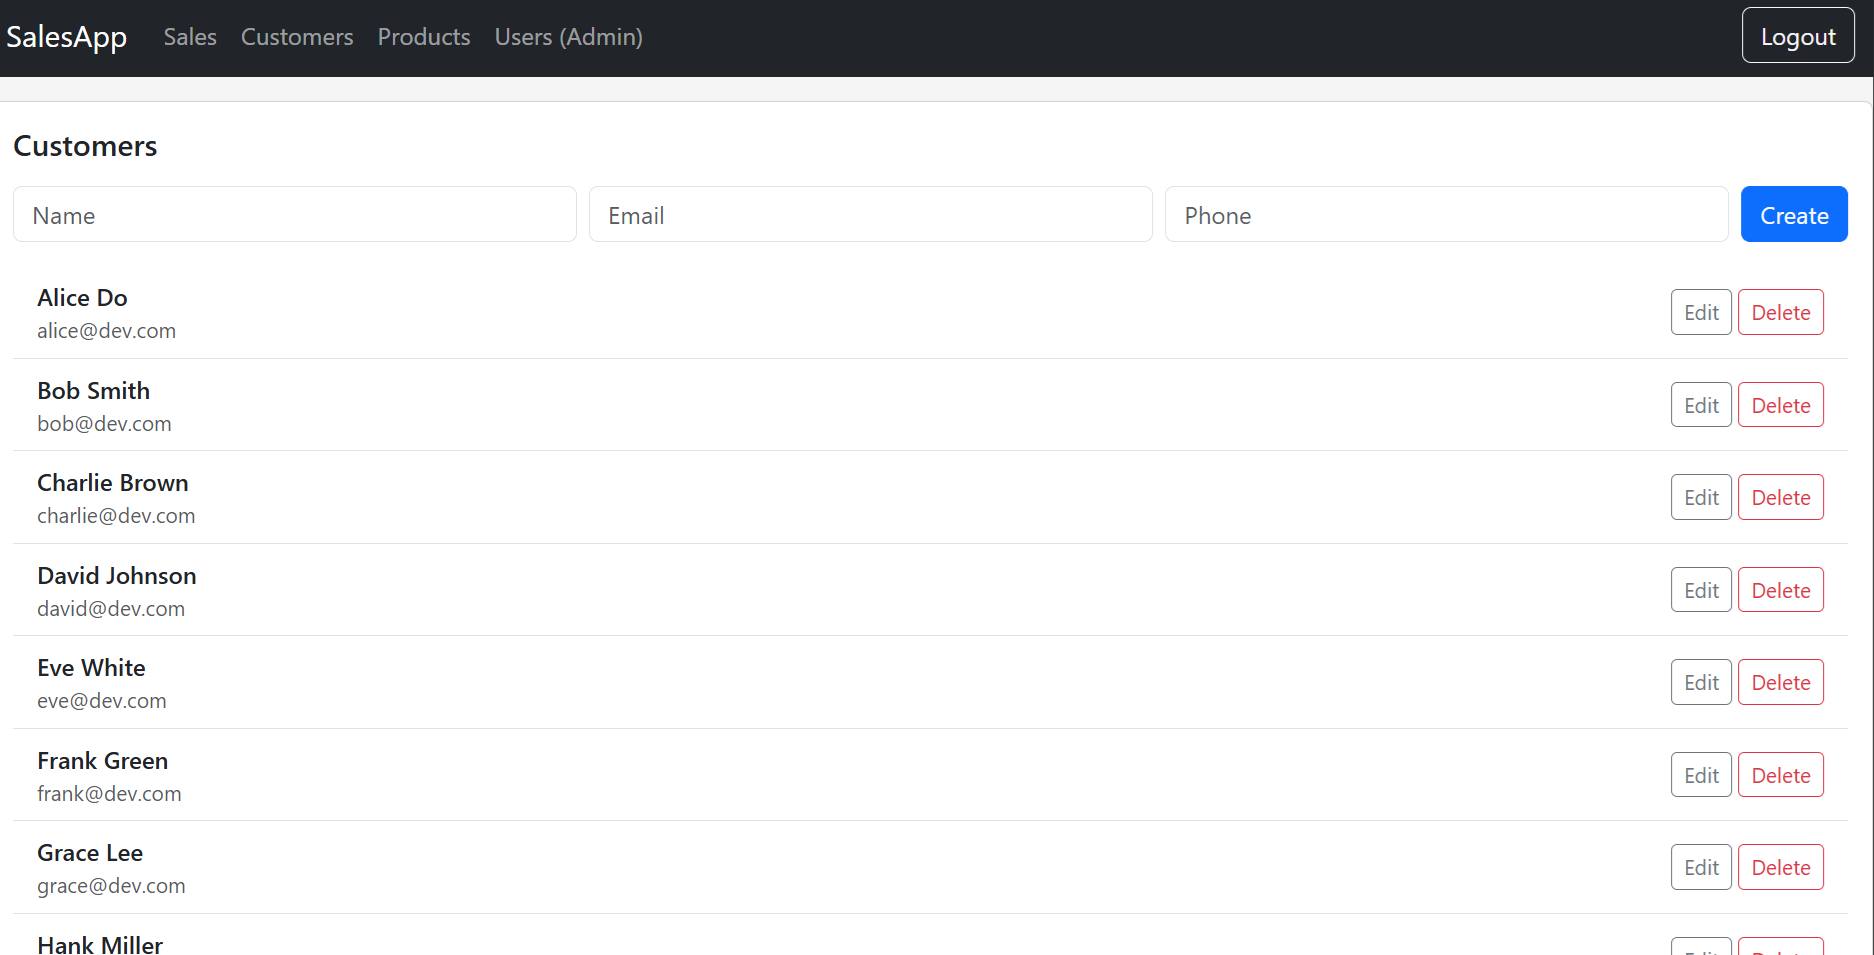 SalesApp Sales Customers Products Users (Admin) Logout
Customers
Name Email Phone Create
Alice Do
alice@dev.com
Edit Delete
Bob Smith
bob@dev.com
Edit Delete
Charlie Brown
charlie@dev.com
Edit Delete
David Johnson
david@dev.com
Edit Delete
Eve White
eve@dev.com
Edit Delete
Frank Green
frank@dev.com
Edit Delete
Grace Lee
grace@dev.com
Edit Delete
Hank Miller